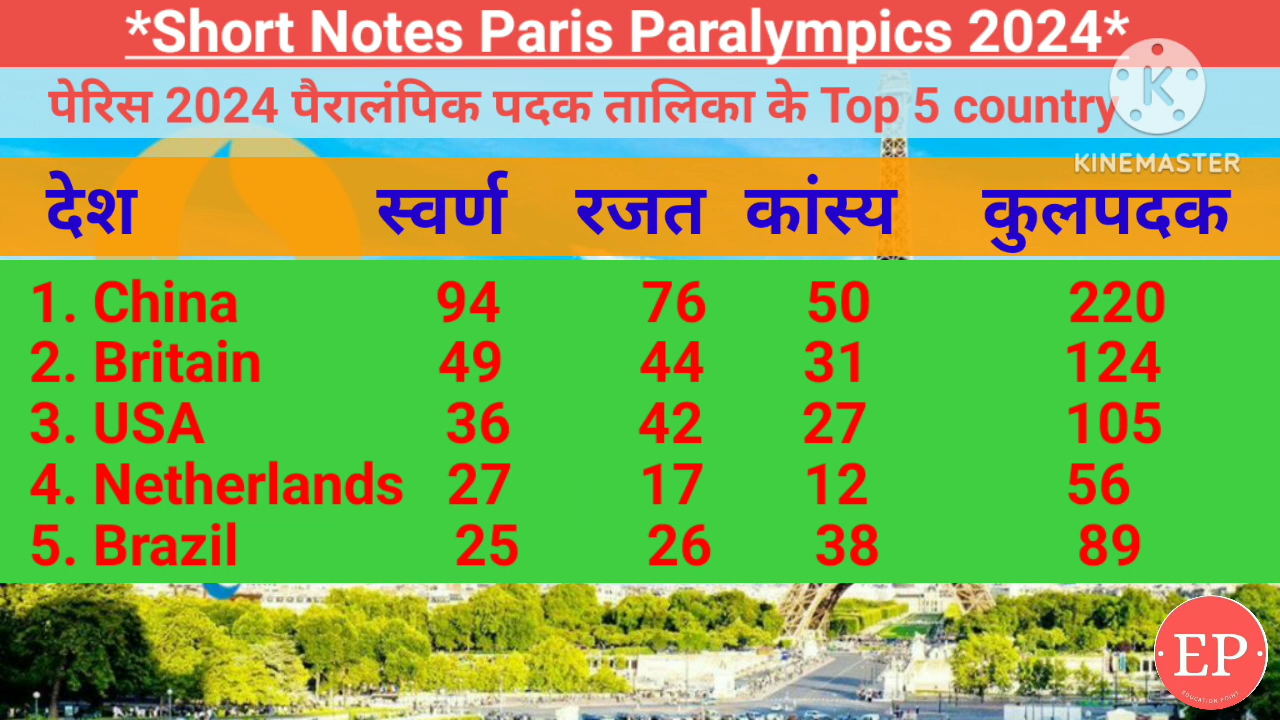 *Short Notes Paris Paralympics 2024*
पेरिस 2024 पैरालंपिक पदक तालिका के Top 5 country
K
KINEMASTER
देश स्वर्ण रजत कांस्य कुलपदक
1. China 94 76 50 220
2. Britain 49 44 31 124
3. USA 36 42 27 105
4. Netherlands 27 17 12 56
5. Brazil 25 26 38 89
EP
EDUCATION POINT